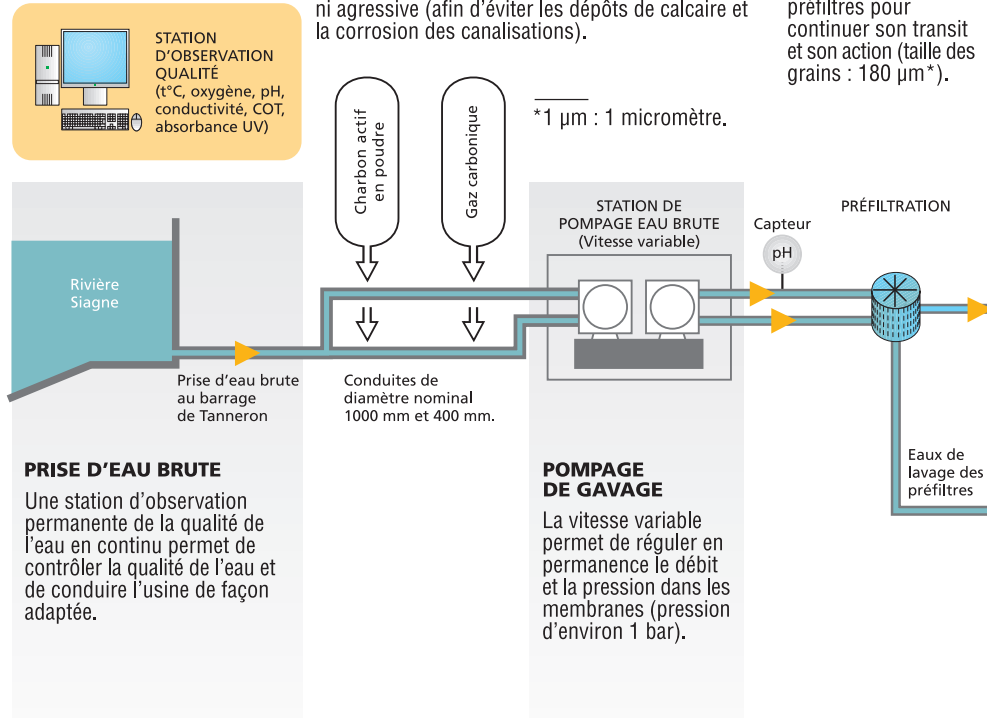 STATION
D'OBSERVATION
QUALITÉ
(t°C, oxygène, pH,
conductivité, COT,
absorbance UV)
ni agressive (afin d'éviter les dépôts de calcaire et
la corrosion des canalisations).
préfiltres pour
continuer son transit
et son action (taille des
grains : 180 µm*).
*1 µm : 1 micromètre.
Charbon actif
en poudre
Gaz carbonique
Rivière
Siagne
Prise d'eau brute
au barrage
de Tanneron
Conduites de
diamètre nominal
1000 mm et 400 mm.
STATION DE
POMPAGE EAU BRUTE
(Vitesse variable)
Capteur
pH
PRÉFILTRATION
Eaux de
lavage des
préfiltres
PRISE D'EAU BRUTE
Une station d'observation
permanente de la qualité de
l'eau en continu permet de
contrôler la qualité de l'eau et
de conduire l'usine de façon
adaptée.
POMPAGE
DE GAVAGE
La vitesse variable
permet de réguler en
permanence le débit
et la pression dans les
membranes (pression
d'environ 1 bar).